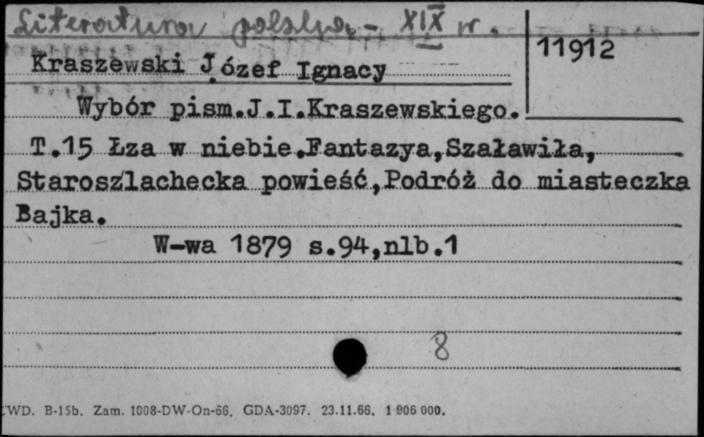 Literatura polska - XIX w.
11912
Kraszewski Józef Ignacy
Wybór pism.J.I.Kraszewskiego.
T.15 Łza w niebie.Fantazya,Szaławiła,
Staroszlachecka powieść,Podróż do miasteczka
Bajka.
W-wa 1879 s.94,nlb.1
8
CWD. B-15b. Zam. 1008-DW-On-66. GDA-3097. 23.11.66. 1 906 000.